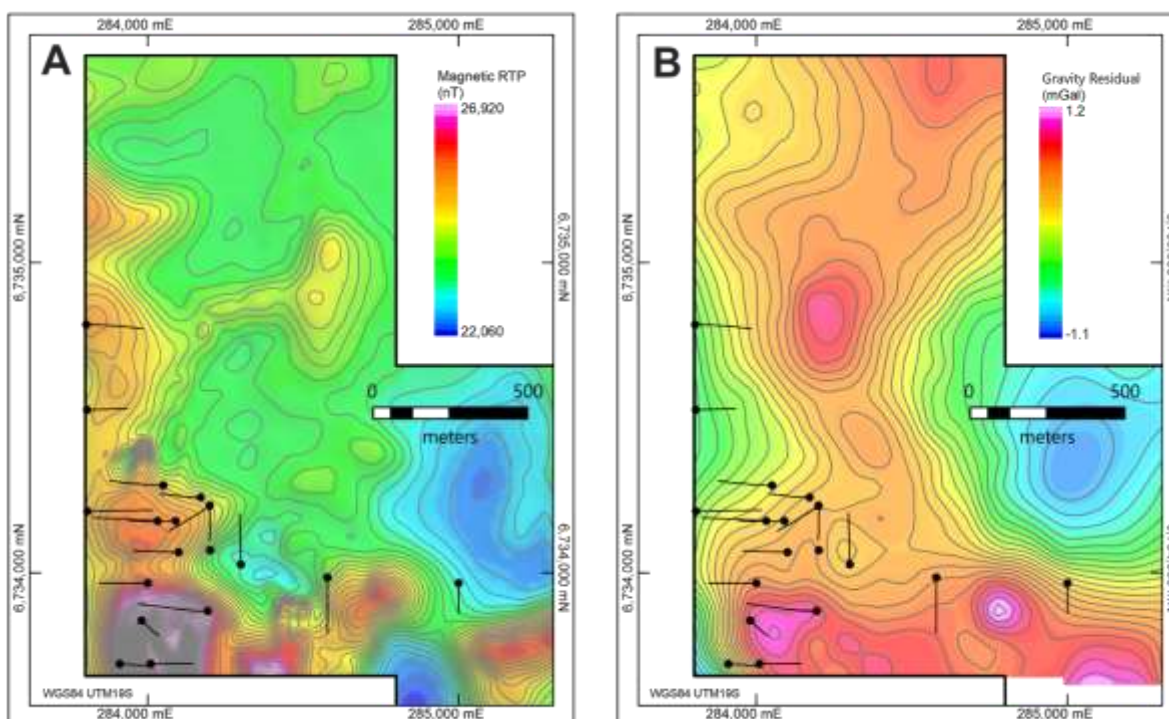 284,000 mE
285,000 mE
A
Magnetic RTP
(nT)
26,920
22,060
6,735,000 mN
6,735,000 mN
0
500
meters
6,734,000 mN
6,734,000 mN
WGS84 UTM19S
284,000 mE
285,000 mE
284,000 mE
285,000 mE
B
Gravity Residual
(mGal)
1.2
-1.1
6,735,000 mN
0
500
meters
6,734,000 mN
WGS84 UTM19S
284,000 mE
285,000 mE